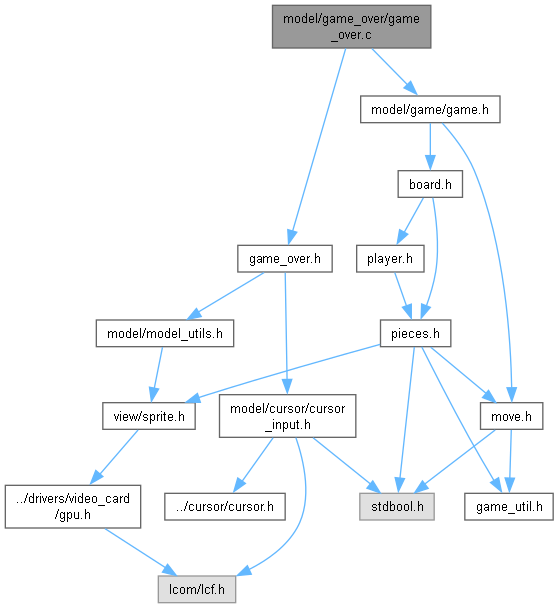 model/game_over/game
_over.c
model/game/game.h
board.h
game_over.h
player.h
model/model_utils.h
pieces.h
view/sprite.h
model/cursor/cursor
_input.h
move.h
../drivers/video_card
/gpu.h
../cursor/cursor.h
stdbool.h
game_util.h
lcom/lcf.h